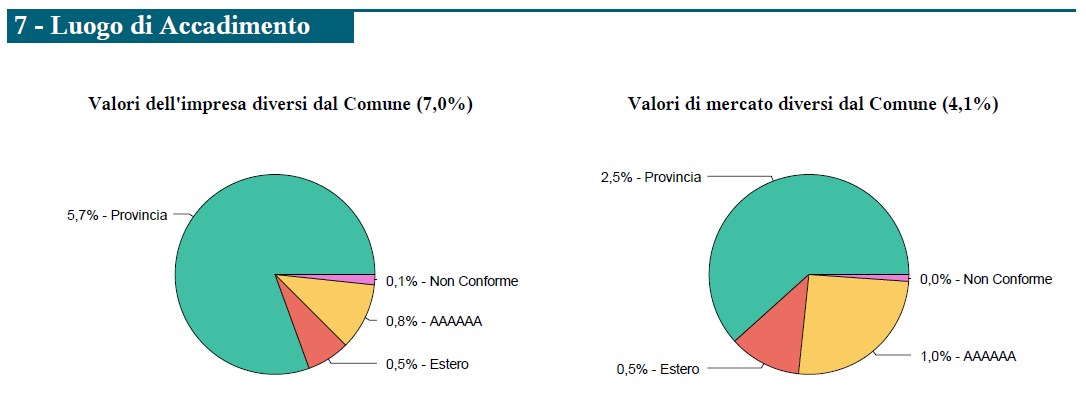 7 - Luogo di Accadimento
Valori dell'impresa diversi dal Comune (7,0%)
5,7% - Provincia
0,1% - Non Conforme
0,8% - AAAAAA
0,5% - Estero
Valori di mercato diversi dal Comune (4,1%)
2,5% - Provincia
0,0% - Non Conforme
1,0% - AAAAAA
0,5% - Estero